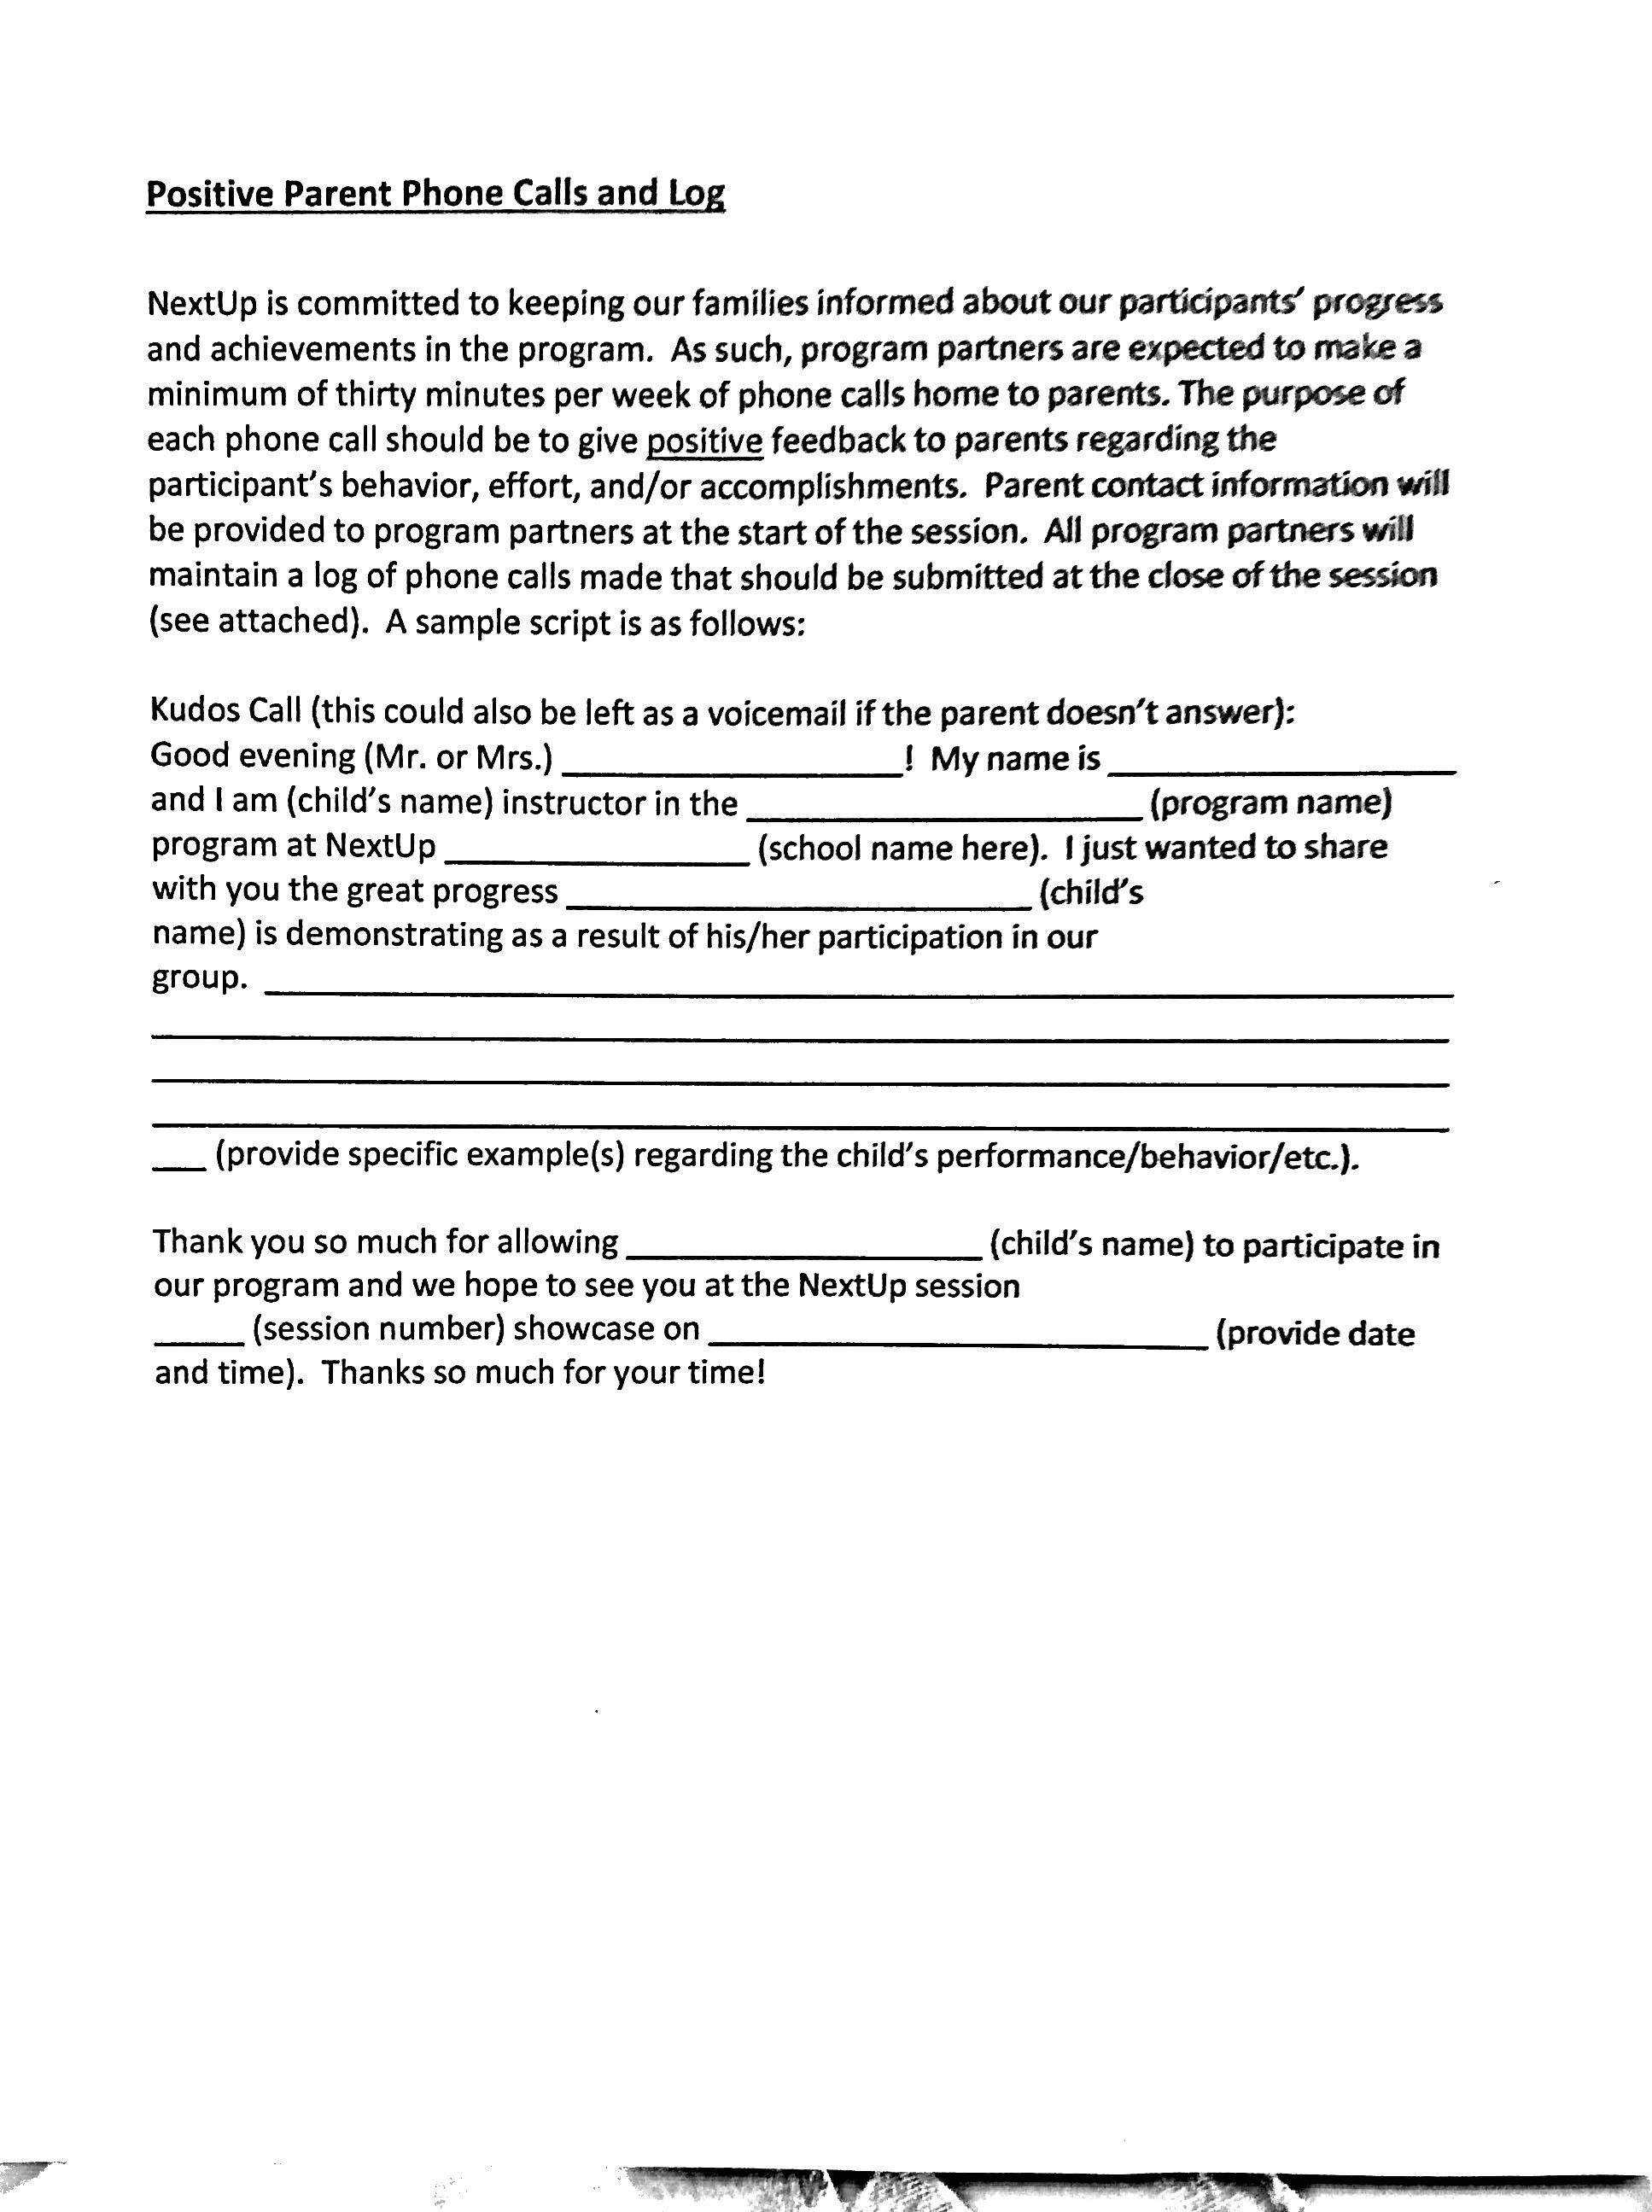 Positive Parent Phone Calls and Log
NextUp is committed to keeping our families informed about our participants' progress
and achievements in the program.  As such, program partners are expected to make a
minimum of thirty minutes per week of phone calls home to parents. The purpose of
each phone call should be to give positive feedback to parents regarding the
participant's behavior, effort, and/or accomplishments.  Parent contact information will
be provided to program partners at the start of the session.  All program partners will
maintain a log of phone calls made that should be submitted at the close of the session
(see attached).  A sample script is as follows:
Kudos Call (this could also be left as a voicemail if the parent doesn't answer):
Good evening (Mr. or Mrs.) ____________________!  My name is ____________________
and I am (child's name) instructor in the ______________________ (program name)
program at NextUp _________________ (school name here).  I just wanted to share
with you the great progress __________________________ (child's
name) is demonstrating as a result of his/her participation in our
group. ____________________________________________________________________
__________________________________________________________________________
__________________________________________________________________________
__________________________________________________________________________
___ (provide specific example(s) regarding the child's performance/behavior/etc.).
Thank you so much for allowing ____________________ (child's name) to participate in
our program and we hope to see you at the NextUp session
_____ (session number) showcase on ____________________________ (provide date
and time).  Thanks so much for your time!